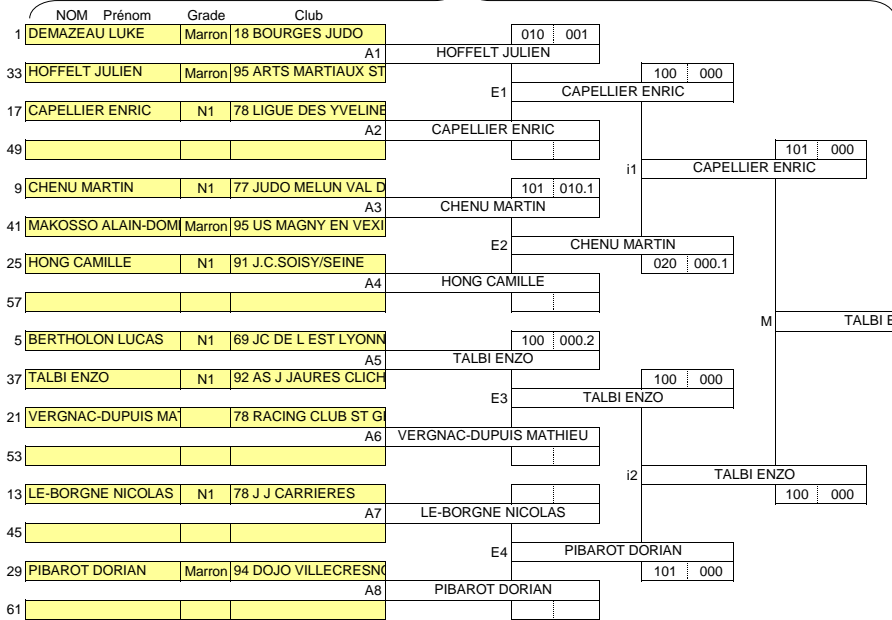 NOM Prénom Grade Club
1 DEMAZEAU LUKE Marron 18 BOURGES JUDO 010 001
A1 HOFFELT JULIEN
33 HOFFELT JULIEN Marron 95 ARTS MARTIAUX ST 100 000
E1 CAPELLIER ENRIC
17 CAPELLIER ENRIC N1 78 LIGUE DES YVELINE
A2 CAPELLIER ENRIC
49 101 000
i1 CAPELLIER ENRIC
9 CHENU MARTIN N1 77 JUDO MELUN VAL D 101 010.1
A3 CHENU MARTIN
41 MAKOSSO ALAIN-DOMI Marron 95 US MAGNY EN VEXI
E2 CHENU MARTIN
25 HONG CAMILLE N1 91 J.C.SOISY/SEINE 020 000.1
A4 HONG CAMILLE
57
M TALBI E
5 BERTHOLON LUCAS N1 69 JC DE L EST LYONN 100 000.2
A5 TALBI ENZO
37 TALBI ENZO N1 92 AS J JAURES CLICH 100 000
E3 TALBI ENZO
21 VERGNAC-DUPUIS MAT 78 RACING CLUB ST GE
A6 VERGNAC-DUPUIS MATHIEU
53
i2 TALBI ENZO
13 LE-BORGNE NICOLAS N1 78 J J CARRIERES 100 000
A7 LE-BORGNE NICOLAS
45
E4 PIBAROT DORIAN
29 PIBAROT DORIAN Marron 94 DOJO VILLECRESNO 101 000
A8 PIBAROT DORIAN
61